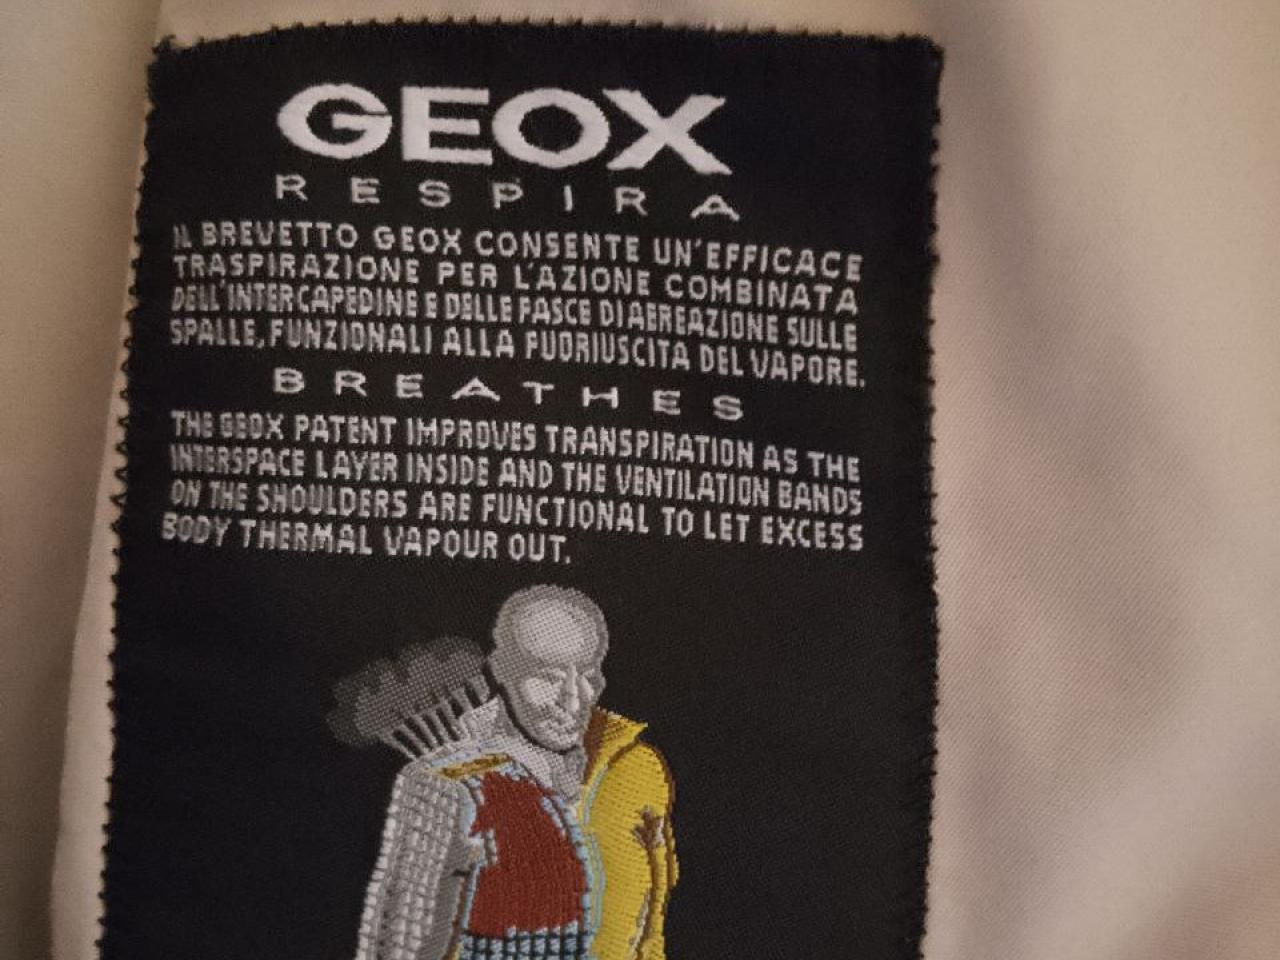 GEOX
RESPIRA
IL BREVETTO GEOX CONSENTE UN'EFFICACE
TRASPIRAZIONE PER L'AZIONE COMBINATA
DELL'INTERCAPEDINE E DELLE FASCE DI AEREAZIONE SULLE
SPALLE, FUNZIONALI ALLA FUORIUSCITA DEL VAPORE.
BREATHES
THE GEOX PATENT IMPROVES TRANSPIRATION AS THE
INTERSPACE LAYER INSIDE AND THE VENTILATION BANDS
ON THE SHOULDERS ARE FUNCTIONAL TO LET EXCESS
BODY THERMAL VAPOUR OUT.